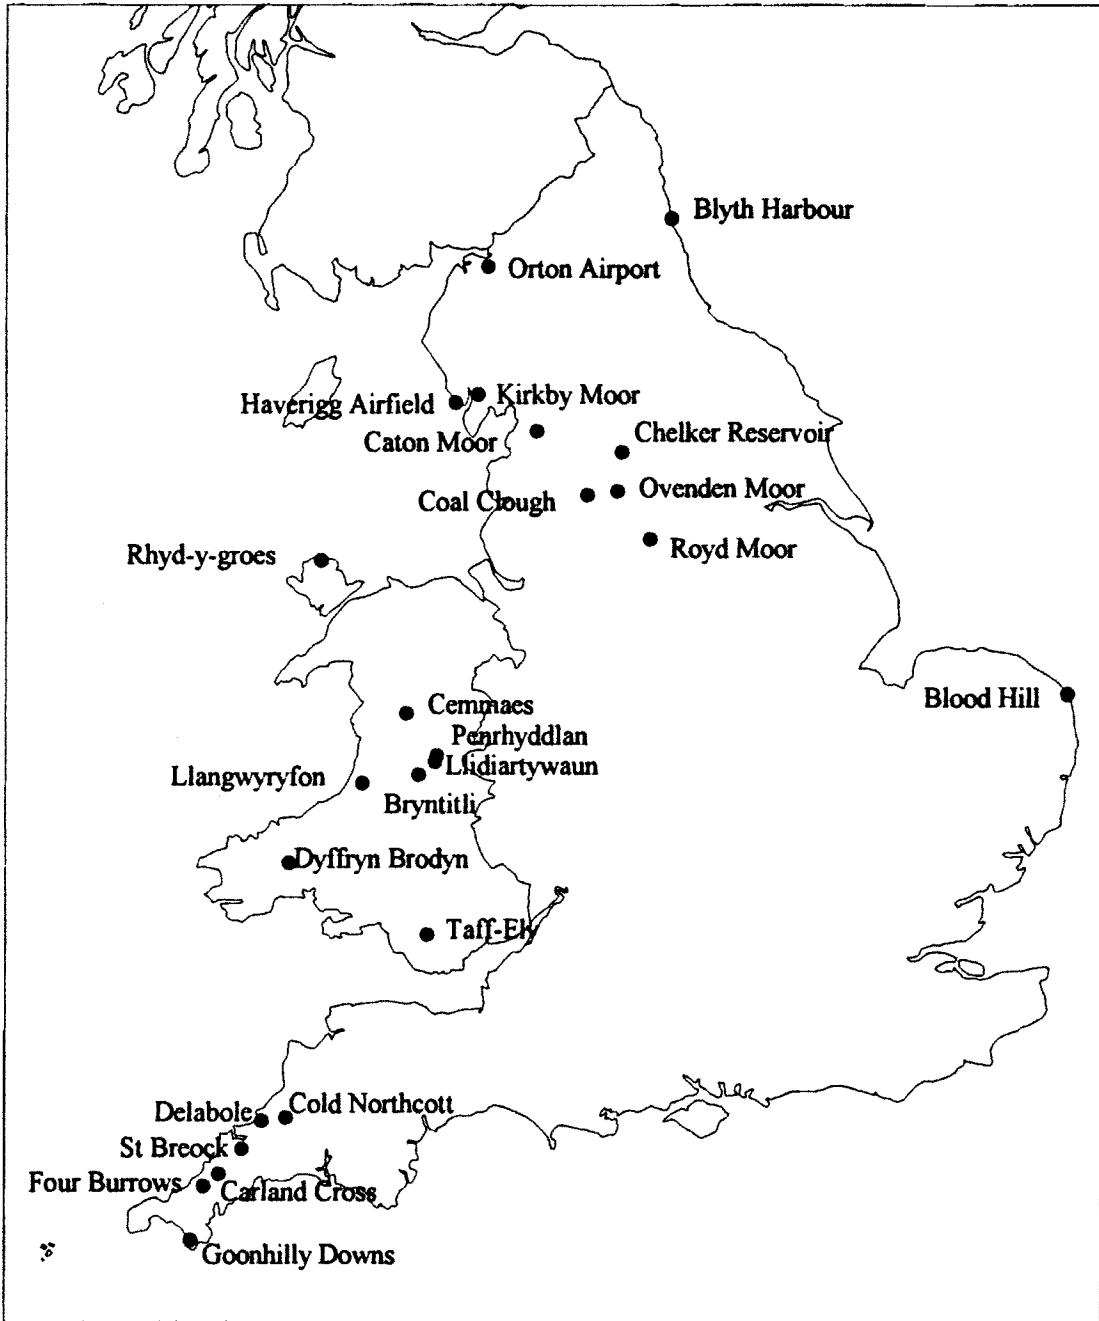 Blyth Harbour
Orton Airport
Kirkby Moor
Haverigg Airfield
Caton Moor
Chelker Reservoir
Ovenden Moor
Coal Clough
Royd Moor
Rhyd-y-groes
Blood Hill
Cemmaes
Penrhyddlan
Llidiartywaun
Llangwyryfon
Bryntitli
Dyffryn Brodyn
Taff-Ely
Cold Northcott
Delabole
St Breock
Four Burrows
Carland Cross
Goonhilly Downs